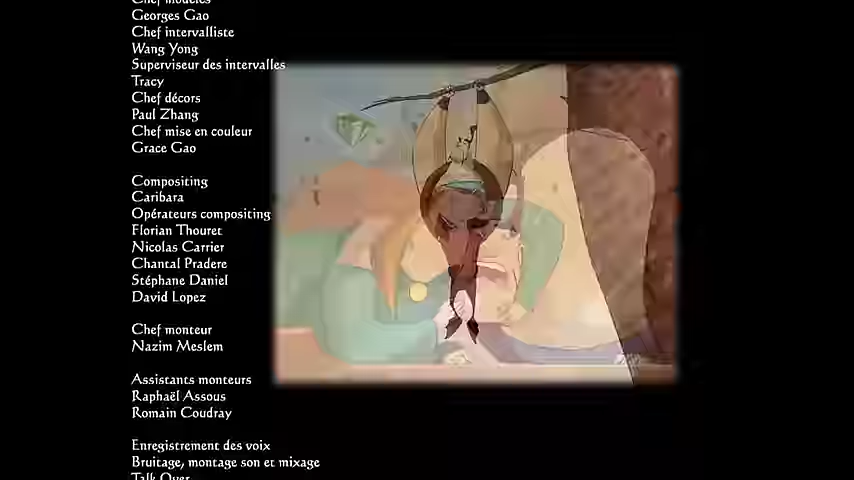 Chef modèles
Georges Gao
Chef intervalliste
Wang Yong
Superviseur des intervalles
Tracy
Chef décors
Paul Zhang
Chef mise en couleur
Grace Gao
Compositing
Caribara
Opérateurs compositing
Florian Thouret
Nicolas Carrier
Chantal Pradere
Stéphane Daniel
David Lopez
Chef monteur
Nazim Meslem
Assistants monteurs
Raphaël Assous
Romain Coudray
Enregistrement des voix
Bruitage, montage son et mixage
Talk Over